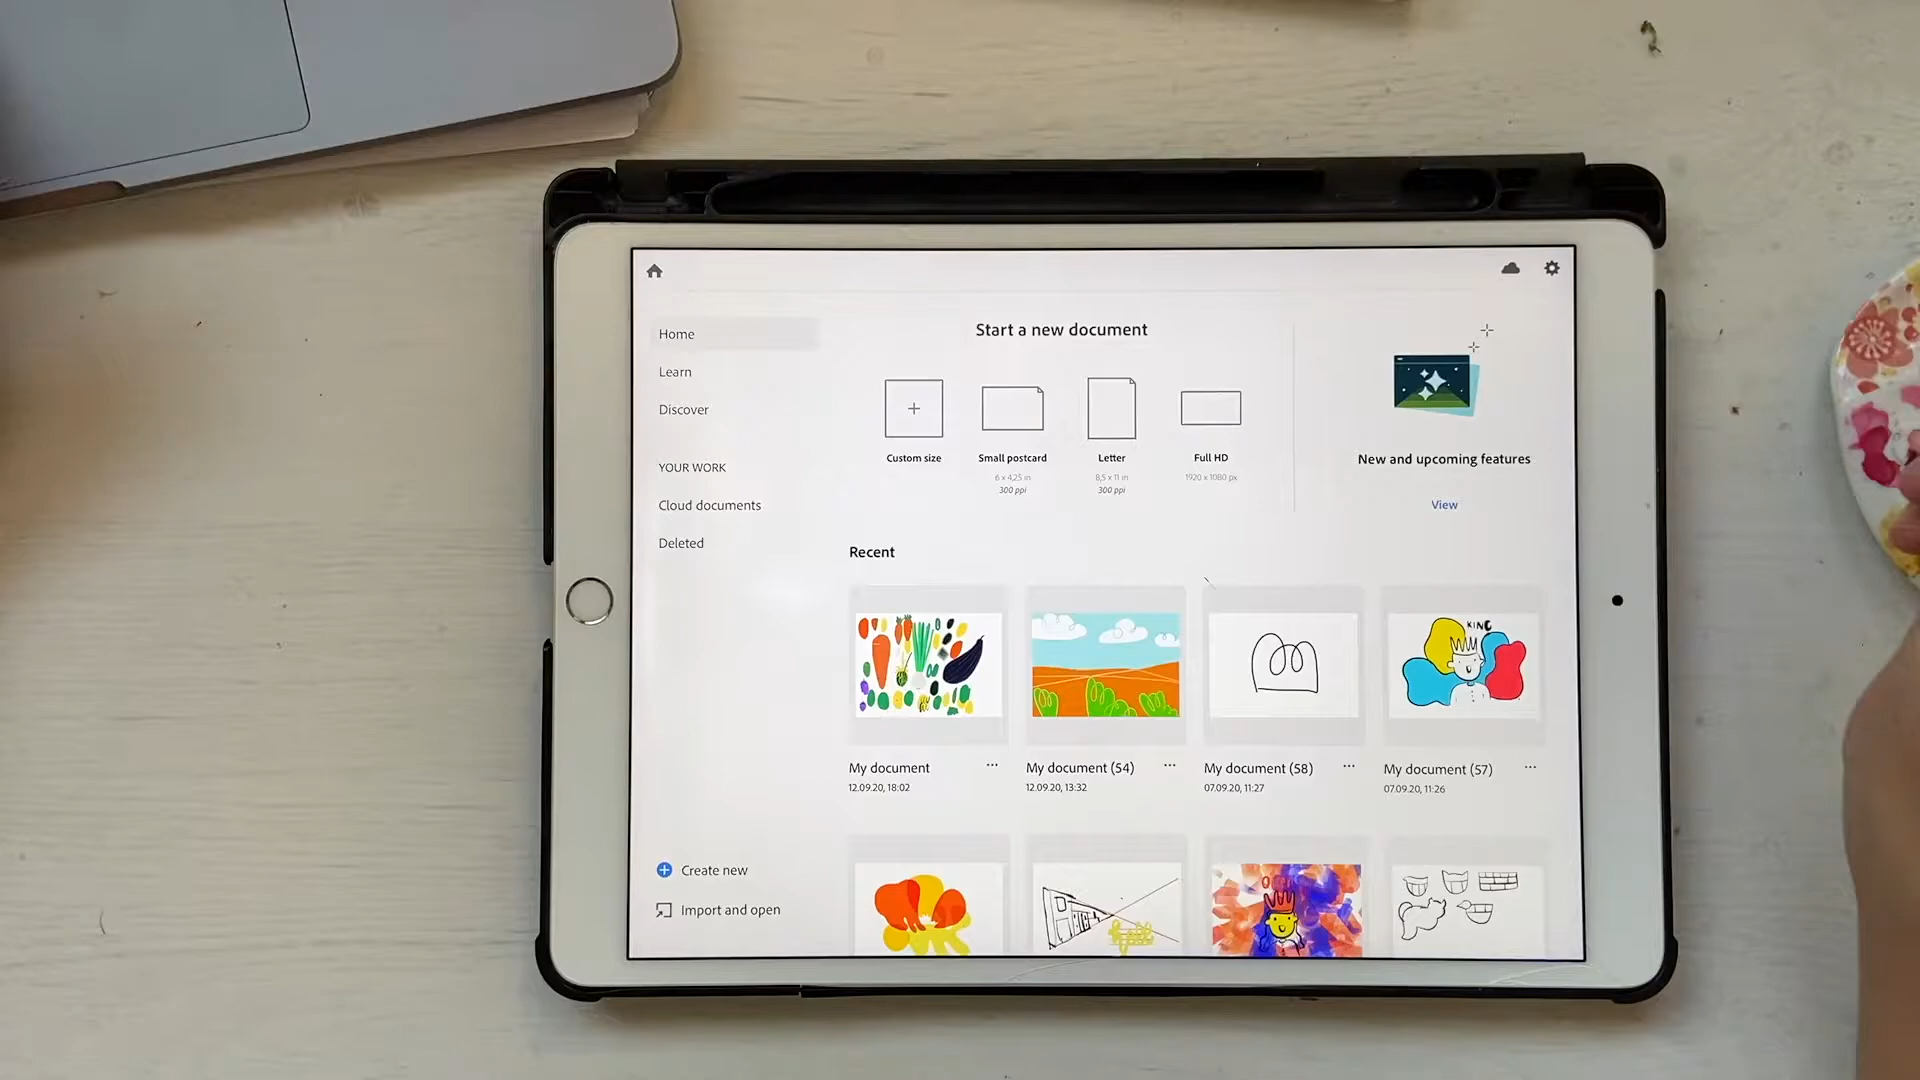 Home
Learn
Discover
YOUR WORK
Cloud documents
Deleted
Create new
Import and open
Start a new document
Custom size
Small postcard
6 x 4,25 in
300 ppi
Letter
8,5 x 11 in
300 ppi
Full HD
1920 x 1080 px
New and upcoming features
View
Recent
KING
My document
12.09.20, 18:02
My document (54)
12.09.20, 13:32
My document (58)
07.09.20, 11:27
My document (57)
07.09.20, 11:26